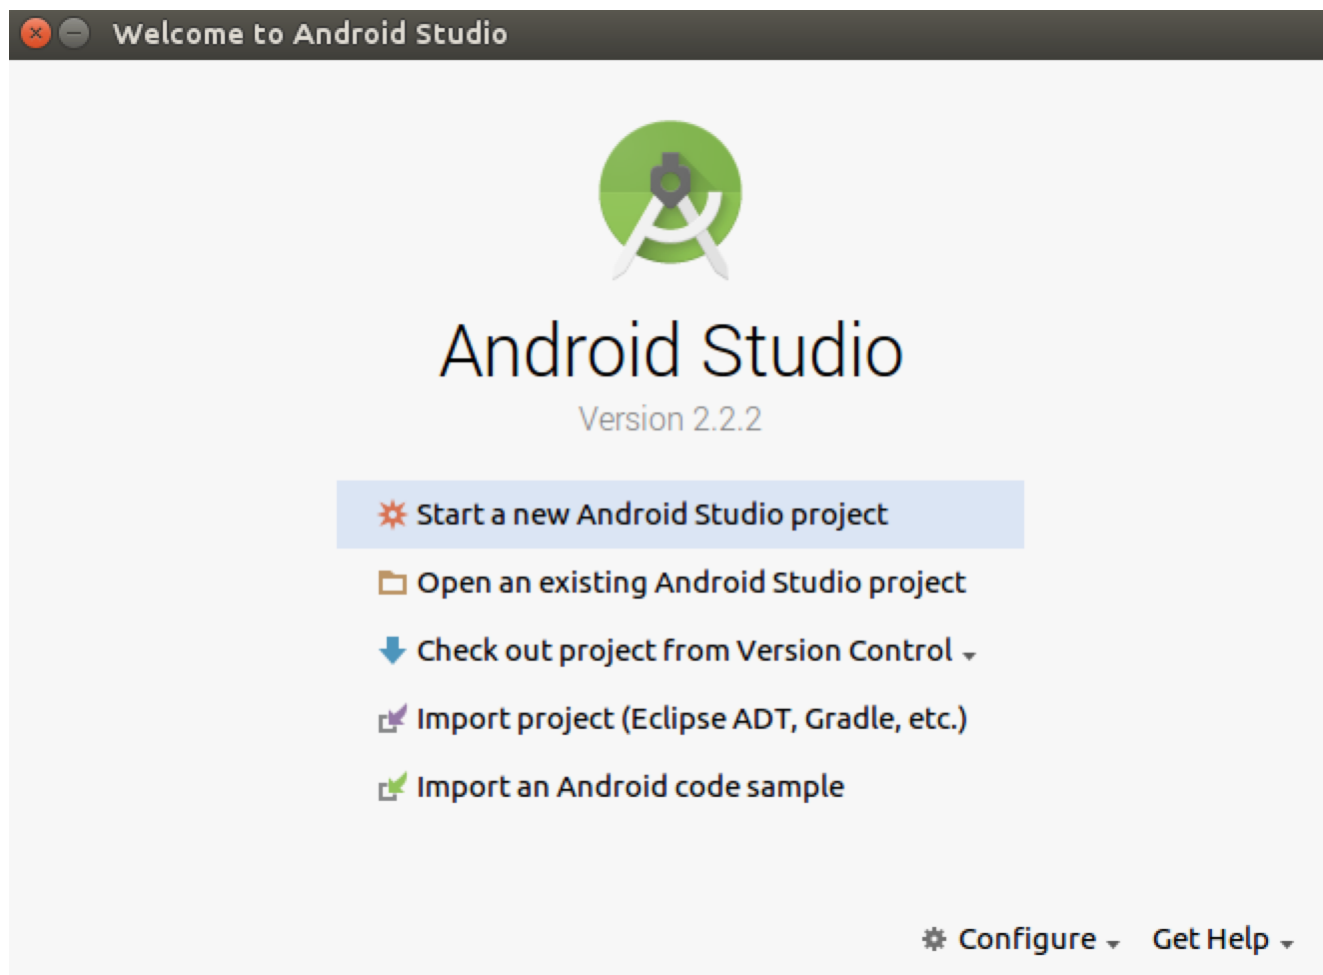 Welcome to Android Studio
Android Studio
Version 2.2.2
Start a new Android Studio project
Open an existing Android Studio project
Check out project from Version Control
Import project (Eclipse ADT, Gradle, etc.)
Import an Android code sample
Configure Get Help